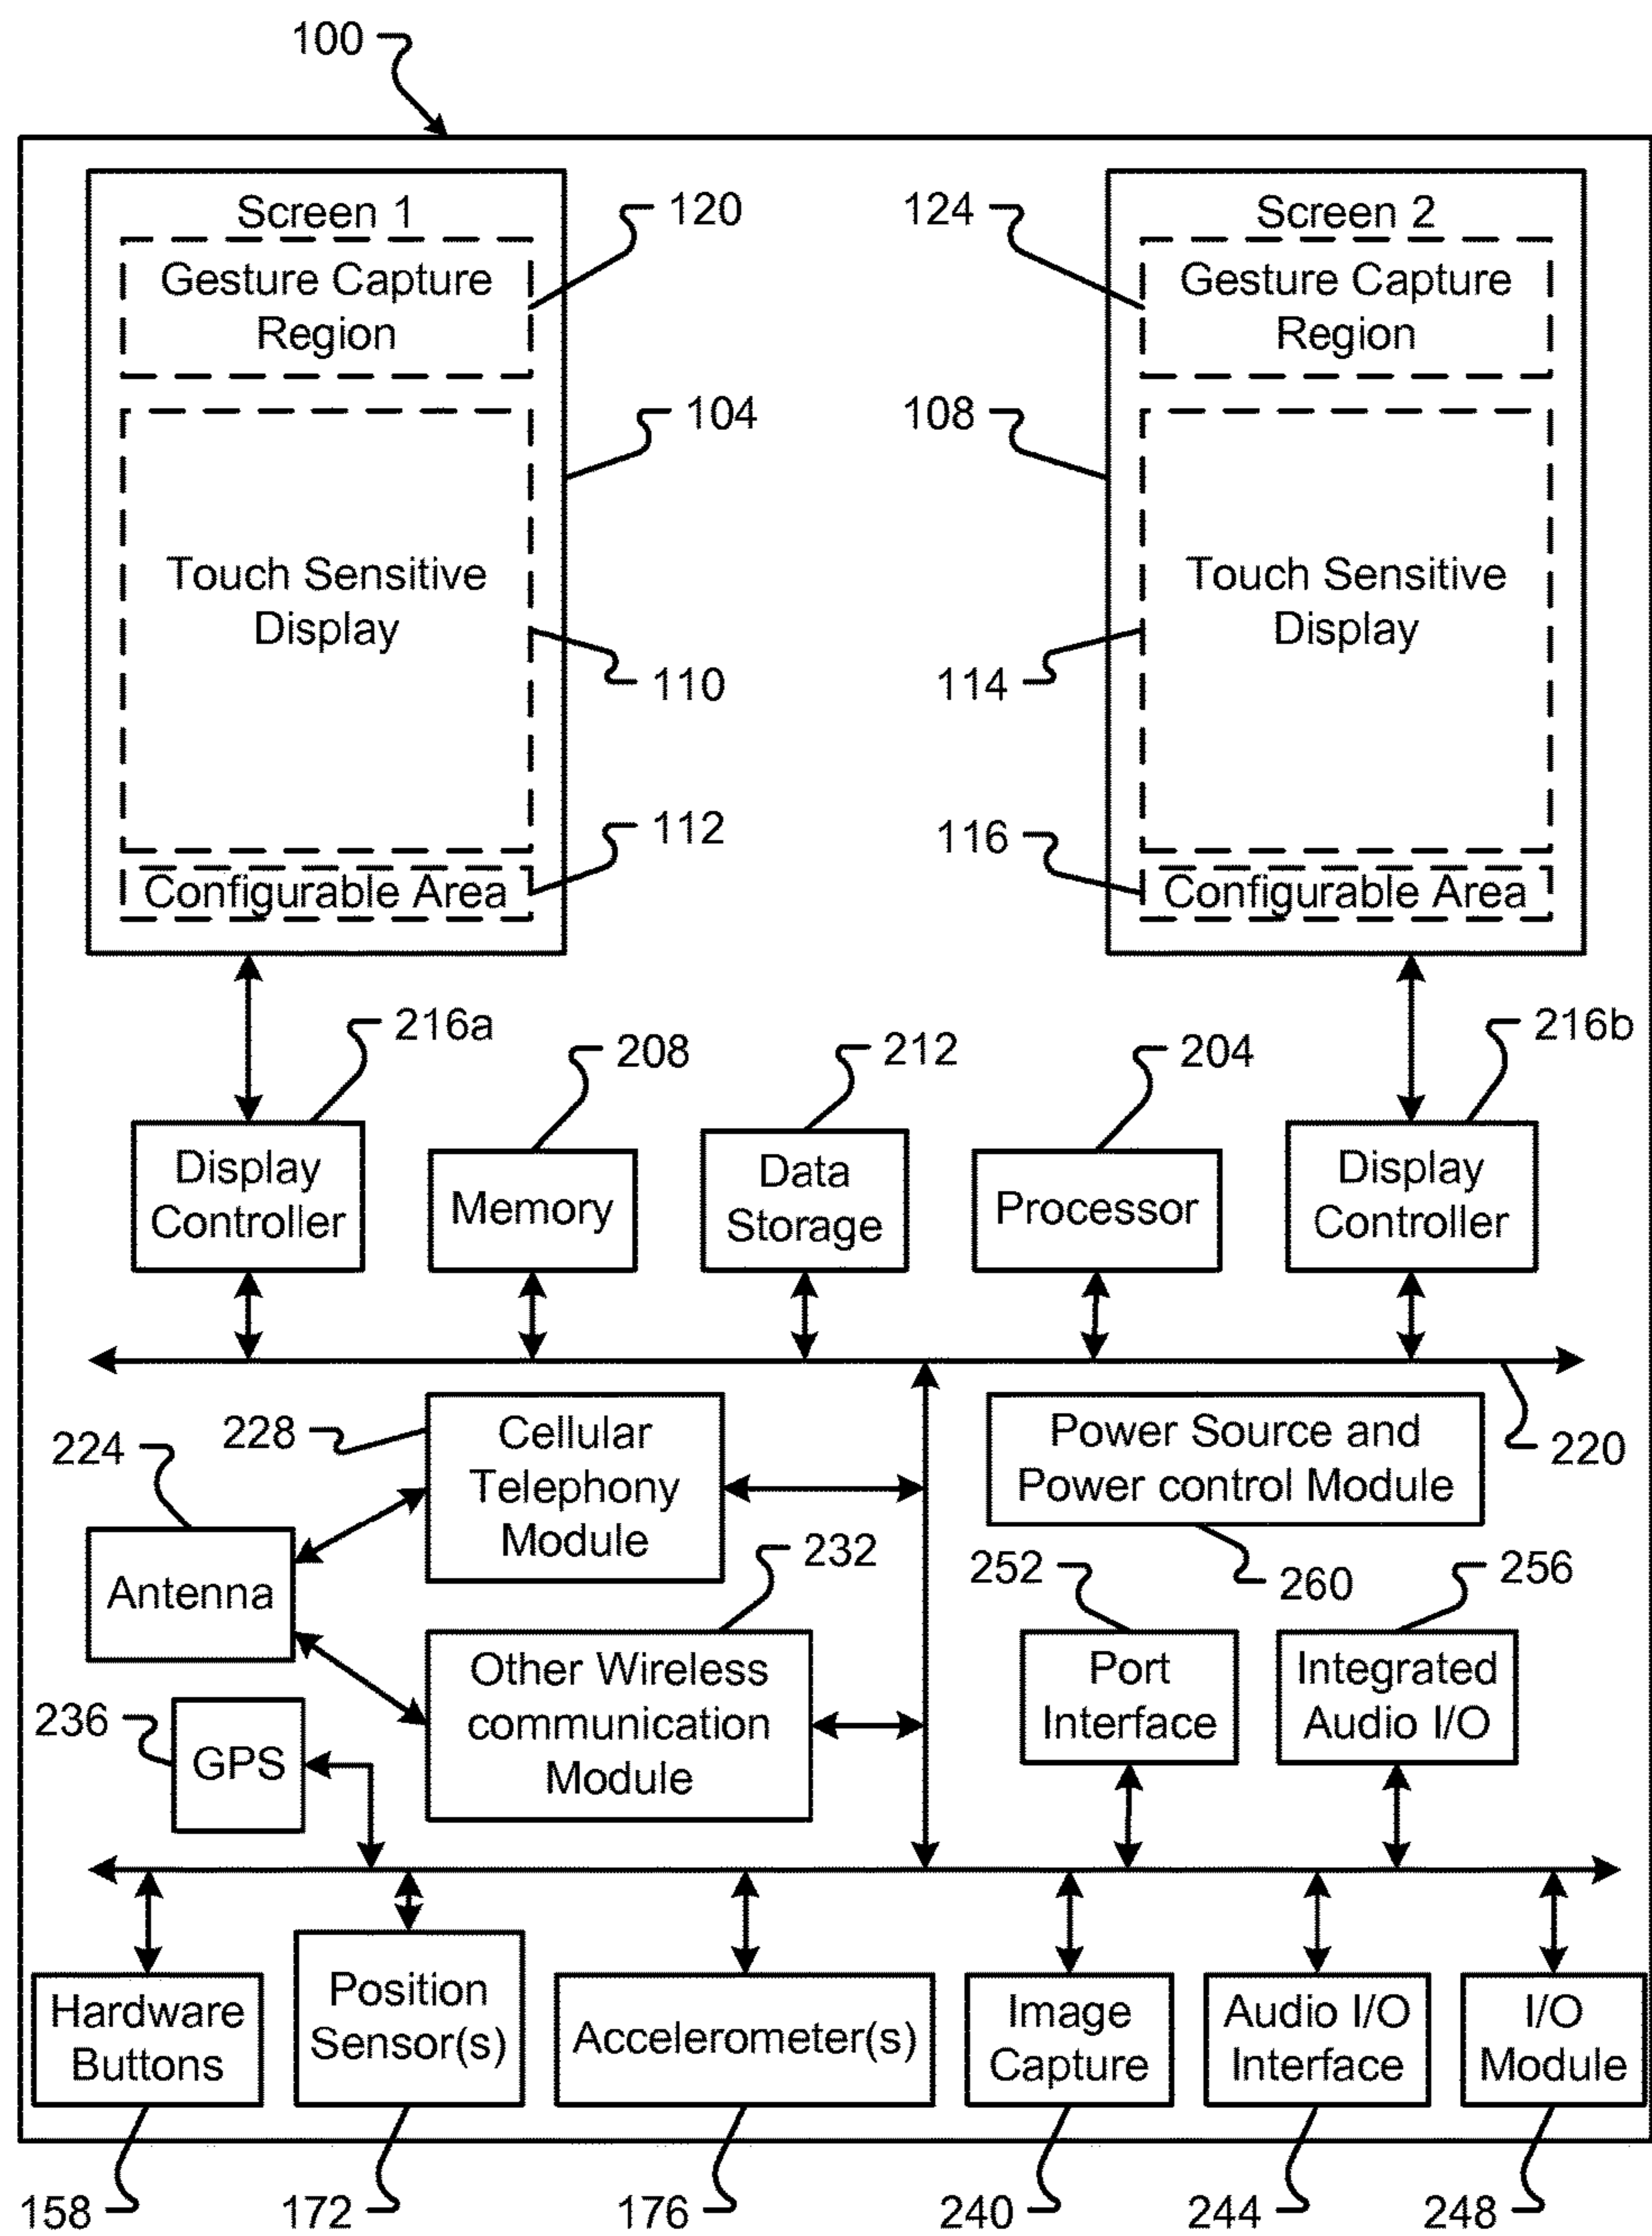 100
Screen 1
Gesture Capture
Region
120
104
Touch Sensitive
Display
110
112
Configurable Area
124
Screen 2
Gesture Capture
Region
108
Touch Sensitive
Display
114
116
Configurable Area
216a
208
212
204
216b
Display
Controller
Memory
Data
Storage
Processor
Display
Controller
220
224
228
Cellular
Telephony
Module
Power Source and
Power control Module
260
Antenna
232
Other Wireless
communication
Module
252
256
Port
Interface
Integrated
Audio I/O
236
GPS
Hardware
Buttons
Position
Sensor(s)
Accelerometer(s)
Image
Capture
Audio I/O
Interface
I/O
Module
158
172
176
240
244
248